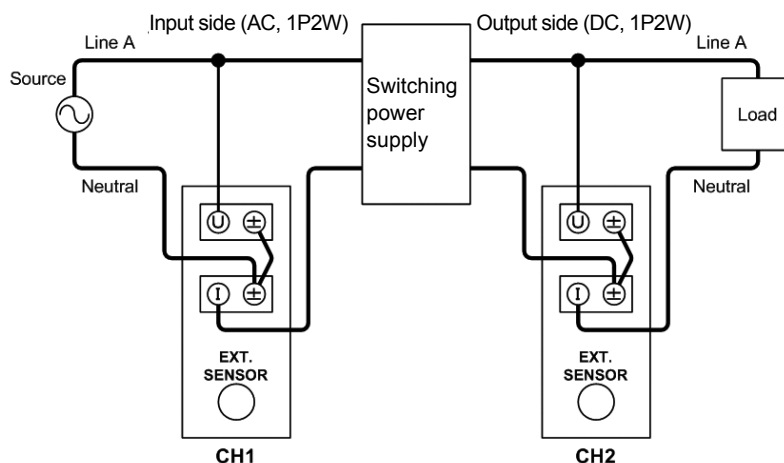 Input side (AC, 1P2W)
Output side (DC, 1P2W)
Line A
Line A
Source
Switching
power
supply
Load
Neutral
Neutral
U ±
U ±
I ±
I ±
EXT.
SENSOR
EXT.
SENSOR
CH1
CH2